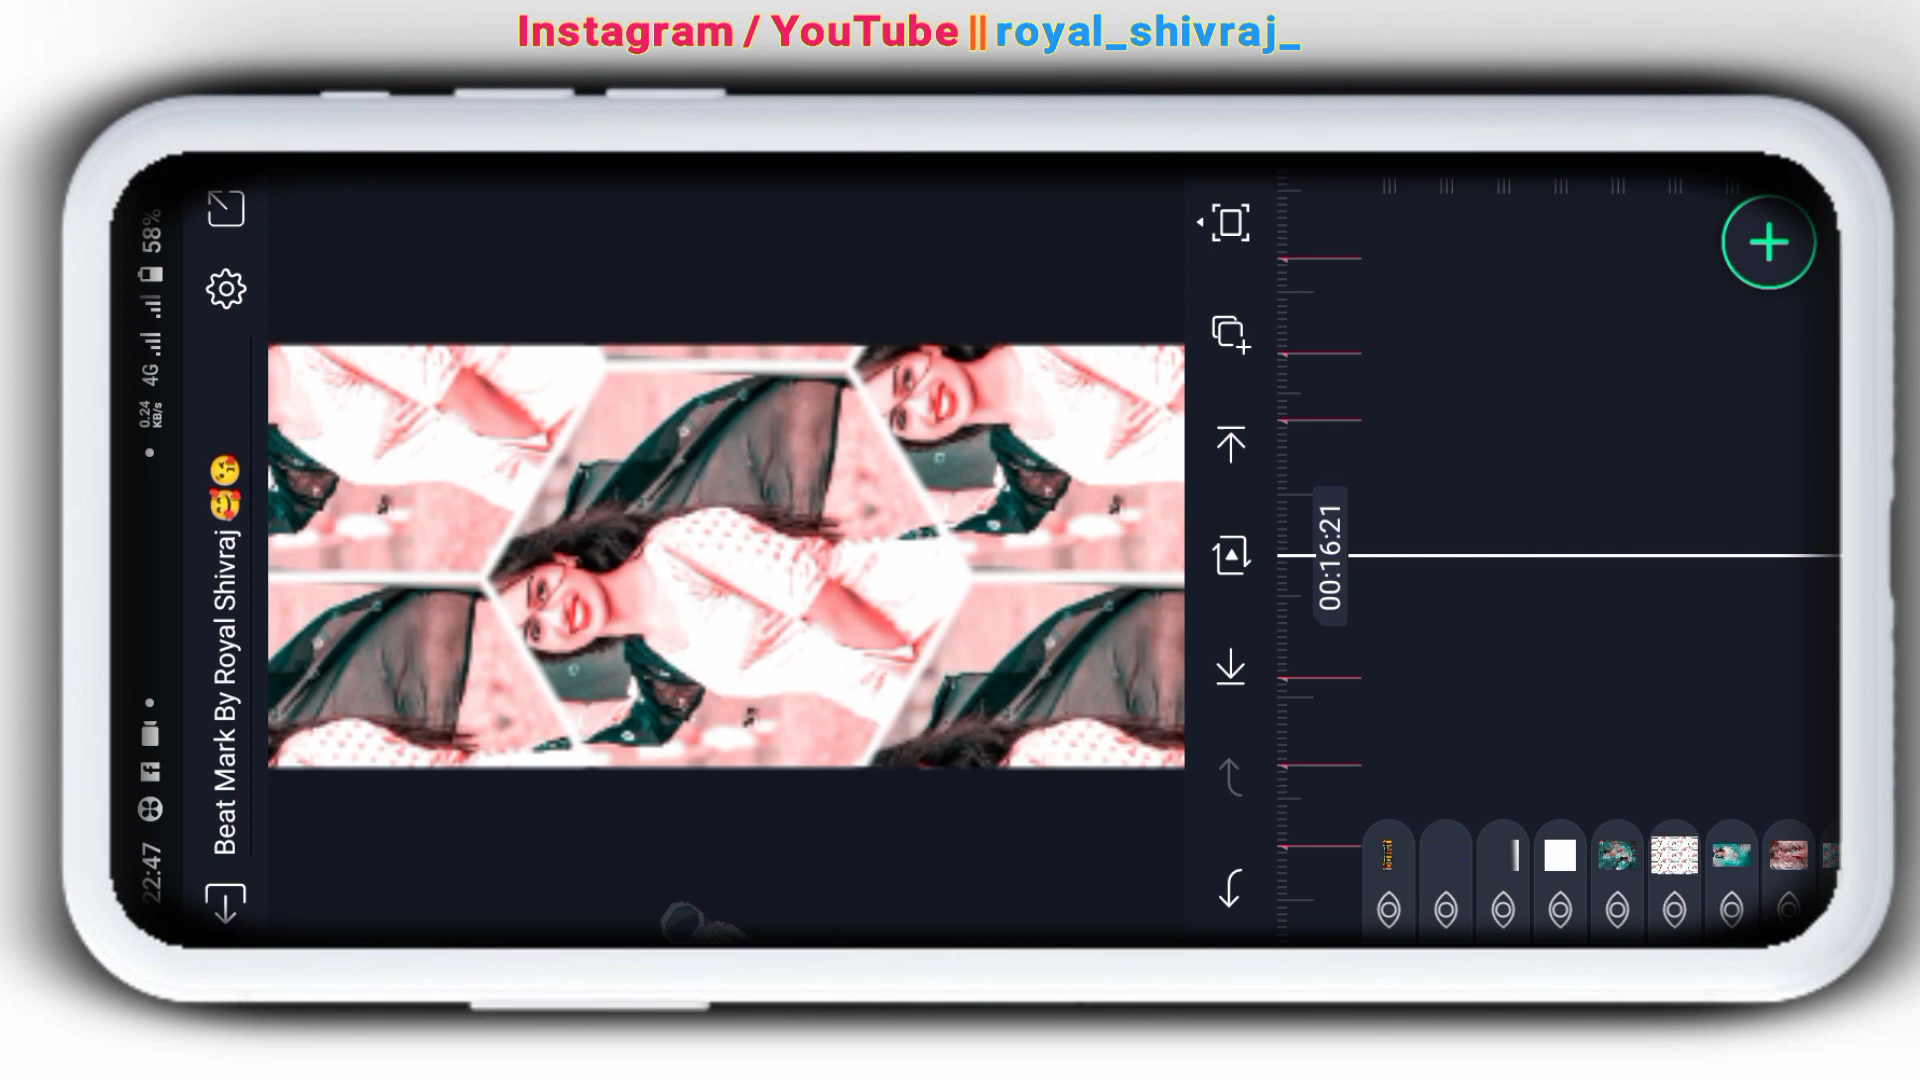 Instagram / YouTube || royal_shivraj_
22:47
0.24 KB/s 4G 58%
Beat Mark By Royal Shivraj 🥰😘
00:16:21